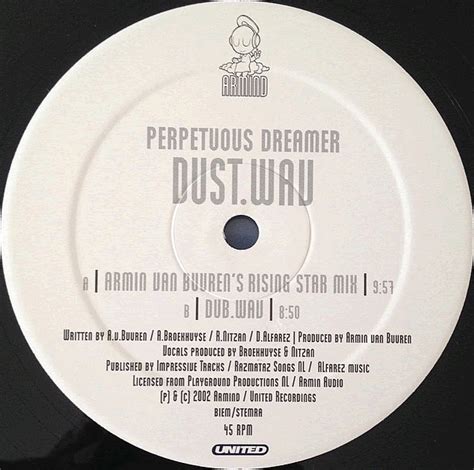 ARMIND
PERPETUOUS DREAMER
DUST.WAV
A | ARMIN VAN BUUREN'S RISING STAR MIX | 9:57
B | DUB.WAV | 8:50
WRITTEN BY A.V.BUUREN / A.BROEKHUYSE / R.NITZAN / D.ALFAREZ | PRODUCED BY ARMIN VAN BUUREN
VOCALS PRODUCED BY BROEKHUYSE & NITZAN
PUBLISHED BY IMPRESSIVE TRACKS / RAZMATAZ SONGS NL / ALFAREZ MUSIC
LICENSED FROM PLAYGROUND PRODUCTIONS NL / ARMIN AUDIO
(P) & (C) 2002 ARMIND / UNITED RECORDINGS
BIEM/STEMRA
45 RPM
UNITED